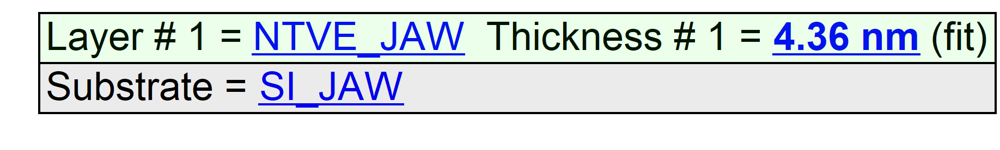 Layer # 1 = NTVE_JAW Thickness # 1 = 4.36 nm (fit)
Substrate = SI_JAW